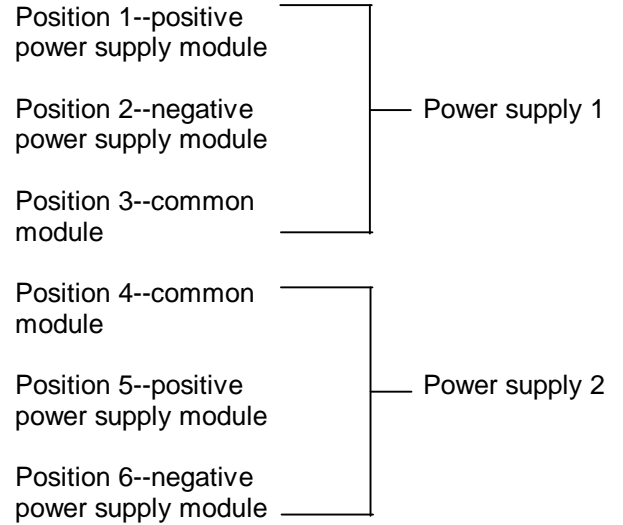 Position 1--positive
power supply module
Position 2--negative
power supply module
Power supply 1
Position 3--common
module
Position 4--common
module
Position 5--positive
power supply module
Power supply 2
Position 6--negative
power supply module